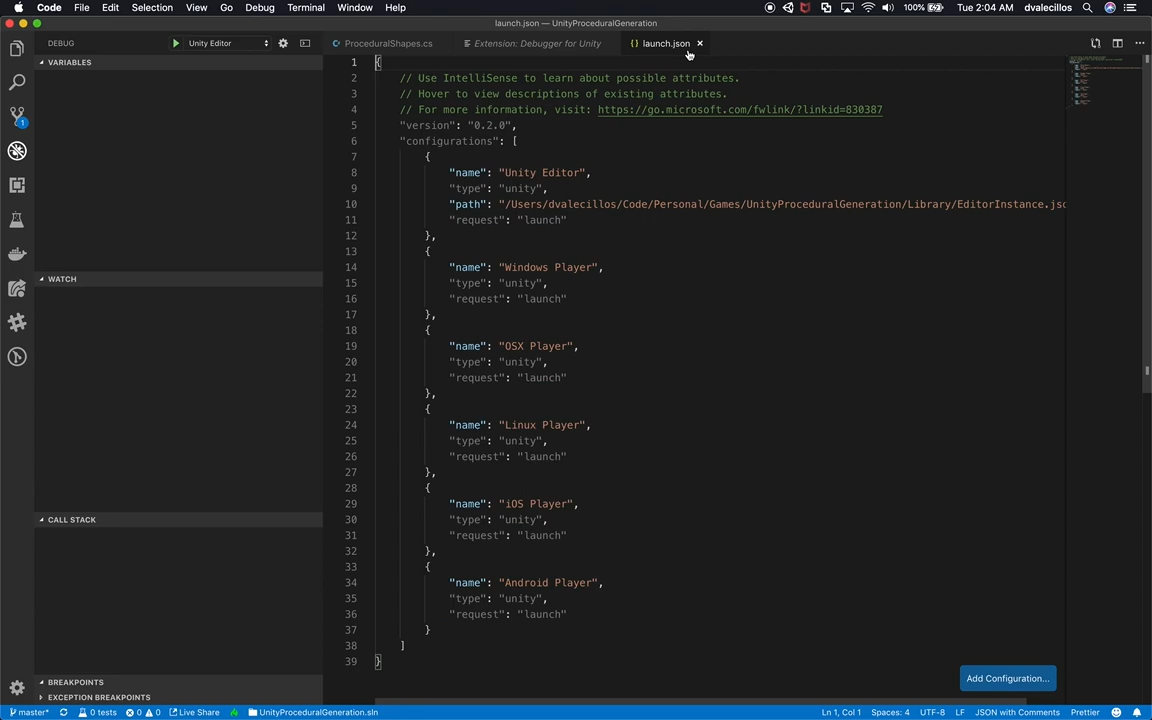 Code File Edit Selection View Go Debug Terminal Window Help 100% Tue 2:04 AM dvalecillos
launch.json — UnityProceduralGeneration
DEBUG Unity Editor ProceduralShapes.cs Extension: Debugger for Unity {} launch.json ×
VARIABLES
WATCH
CALL STACK
BREAKPOINTS
EXCEPTION BREAKPOINTS
1 {
2 // Use IntelliSense to learn about possible attributes.
3 // Hover to view descriptions of existing attributes.
4 // For more information, visit: https://go.microsoft.com/fwlink/?linkid=830387
5 "version": "0.2.0",
6 "configurations": [
7 {
8 "name": "Unity Editor",
9 "type": "unity",
10 "path": "/Users/dvalecillos/Code/Personal/Games/UnityProceduralGeneration/Library/EditorInstance.jso
11 "request": "launch"
12 },
13 {
14 "name": "Windows Player",
15 "type": "unity",
16 "request": "launch"
17 },
18 {
19 "name": "OSX Player",
20 "type": "unity",
21 "request": "launch"
22 },
23 {
24 "name": "Linux Player",
25 "type": "unity",
26 "request": "launch"
27 },
28 {
29 "name": "iOS Player",
30 "type": "unity",
31 "request": "launch"
32 },
33 {
34 "name": "Android Player",
35 "type": "unity",
36 "request": "launch"
37 }
38 ]
39 }
1
Add Configuration...
master* 0 tests 0 0 Live Share UnityProceduralGeneration.sln Ln 1, Col 1 Spaces: 4 UTF-8 LF JSON with Comments Prettier